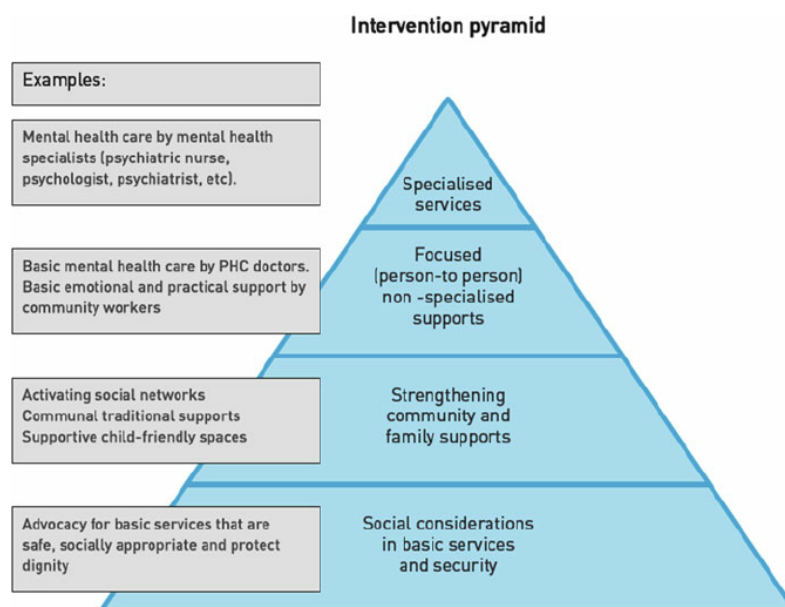 Intervention pyramid
Examples:
Mental health care by mental health
specialists (psychiatric nurse,
psychologist, psychiatrist, etc).
Specialised
services
Basic mental health care by PHC doctors.
Basic emotional and practical support by
community workers
Focused
(person-to person)
non -specialised
supports
Activating social networks
Communal traditional supports
Supportive child-friendly spaces
Strengthening
community and
family supports
Advocacy for basic services that are
safe, socially appropriate and protect
dignity
Social considerations
in basic services
and security